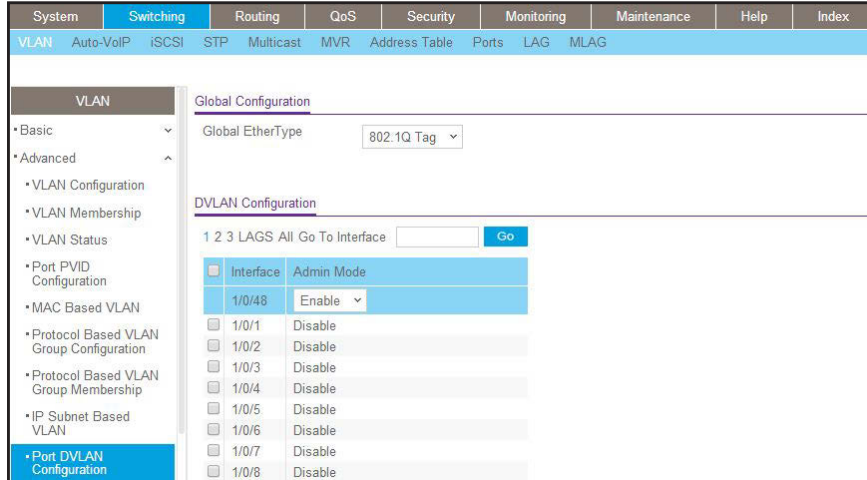 System Switching Routing QoS Security Monitoring Maintenance Help Index
VLAN Auto-VoIP iSCSI STP Multicast MVR Address Table Ports LAG MLAG
VLAN
Basic
Advanced
VLAN Configuration
VLAN Membership
VLAN Status
Port PVID
Configuration
MAC Based VLAN
Protocol Based VLAN
Group Configuration
Protocol Based VLAN
Group Membership
IP Subnet Based
VLAN
Port DVLAN
Configuration
Global Configuration
Global EtherType 802.1Q Tag
DVLAN Configuration
1 2 3 LAGS All Go To Interface Go
Interface Admin Mode
1/0/48 Enable
1/0/1 Disable
1/0/2 Disable
1/0/3 Disable
1/0/4 Disable
1/0/5 Disable
1/0/6 Disable
1/0/7 Disable
1/0/8 Disable